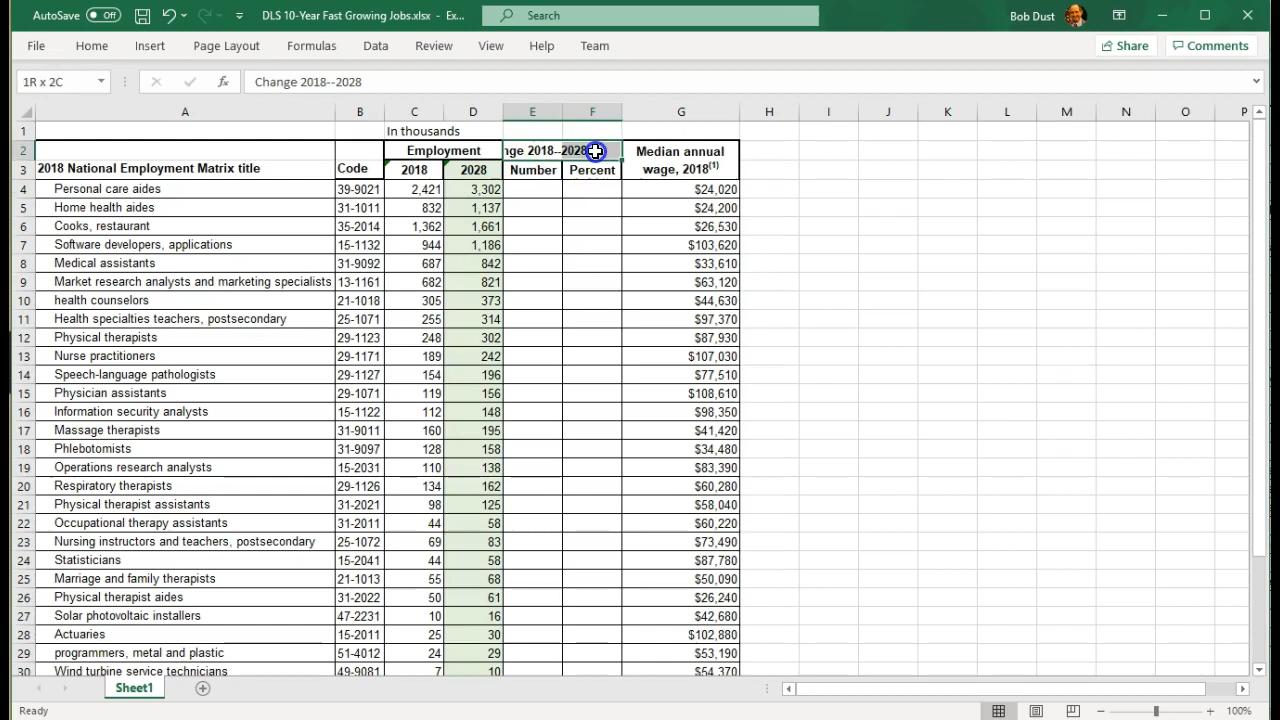 AutoSave Off DLS 10-Year Fast Growing Jobs.xlsx - Ex... Search Bob Dust
File Home Insert Page Layout Formulas Data Review View Help Team Share Comments
1R x 2C fx Change 2018--2028
A B C D E F G H I J K L M N O P
1 In thousands
2 Employment nge 2018--2028 Median annual
3 2018 National Employment Matrix title Code 2018 2028 Number Percent wage, 2018(1)
4 Personal care aides 39-9021 2,421 3,302 $24,020
5 Home health aides 31-1011 832 1,137 $24,200
6 Cooks, restaurant 35-2014 1,362 1,661 $26,530
7 Software developers, applications 15-1132 944 1,186 $103,620
8 Medical assistants 31-9092 687 842 $33,610
9 Market research analysts and marketing specialists 13-1161 682 821 $63,120
10 health counselors 21-1018 305 373 $44,630
11 Health specialties teachers, postsecondary 25-1071 255 314 $97,370
12 Physical therapists 29-1123 248 302 $87,930
13 Nurse practitioners 29-1171 189 242 $107,030
14 Speech-language pathologists 29-1127 154 196 $77,510
15 Physician assistants 29-1071 119 156 $108,610
16 Information security analysts 15-1122 112 148 $98,350
17 Massage therapists 31-9011 160 195 $41,420
18 Phlebotomists 31-9097 128 158 $34,480
19 Operations research analysts 15-2031 110 138 $83,390
20 Respiratory therapists 29-1126 134 162 $60,280
21 Physical therapist assistants 31-2021 98 125 $58,040
22 Occupational therapy assistants 31-2011 44 58 $60,220
23 Nursing instructors and teachers, postsecondary 25-1072 69 83 $73,490
24 Statisticians 15-2041 44 58 $87,780
25 Marriage and family therapists 21-1013 55 68 $50,090
26 Physical therapist aides 31-2022 50 61 $26,240
27 Solar photovoltaic installers 47-2231 10 16 $42,680
28 Actuaries 15-2011 25 30 $102,880
29 programmers, metal and plastic 51-4012 24 29 $53,190
30 Wind turbine service technicians 49-9081 7 10 $54,370
Sheet1
Ready 100%